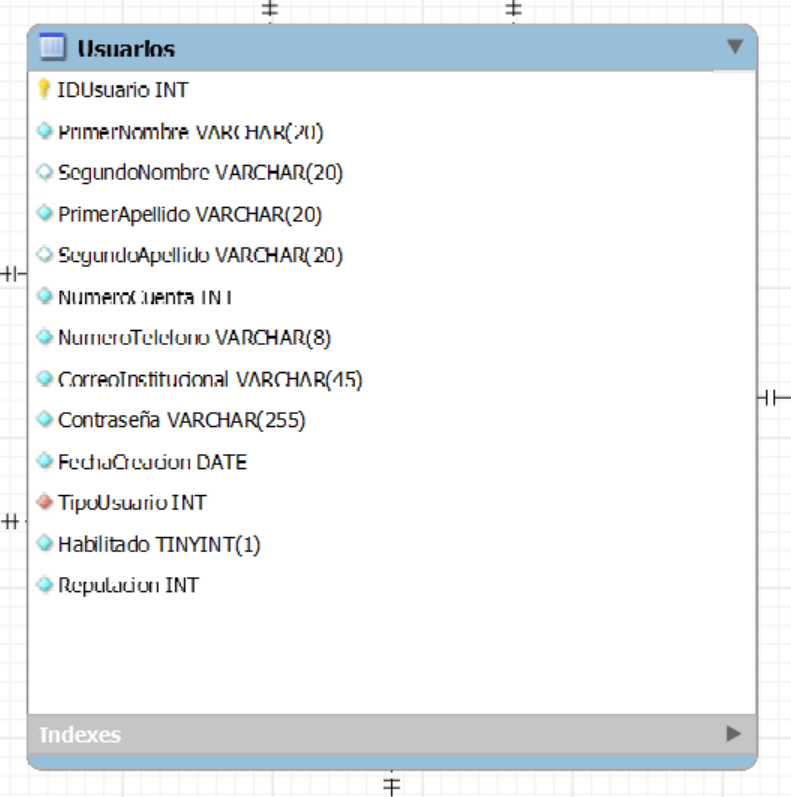 Usuarios
IDUsuario INT
PrimerNombre VARCHAR(20)
SegundoNombre VARCHAR(20)
PrimerApellido VARCHAR(20)
SegundoApellido VARCHAR(20)
NumeroCuenta INT
NumeroTelefono VARCHAR(8)
CorreoInstitucional VARCHAR(45)
Contraseña VARCHAR(255)
FechaCreacion DATE
TipoUsuario INT
Habilitado TINYINT(1)
Reputacion INT
Indexes